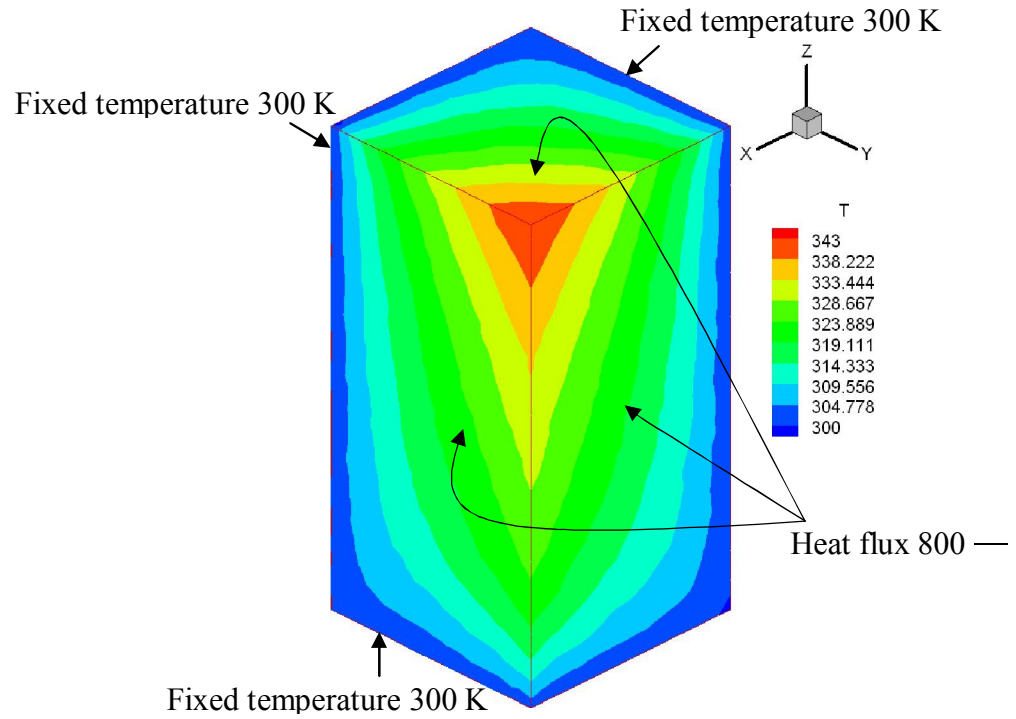 Fixed temperature 300 K
Z
Fixed temperature 300 K
X
Y
T
343
338.222
333.444
328.667
323.889
319.111
314.333
309.556
304.778
300
Heat flux 800 —
Fixed temperature 300 K